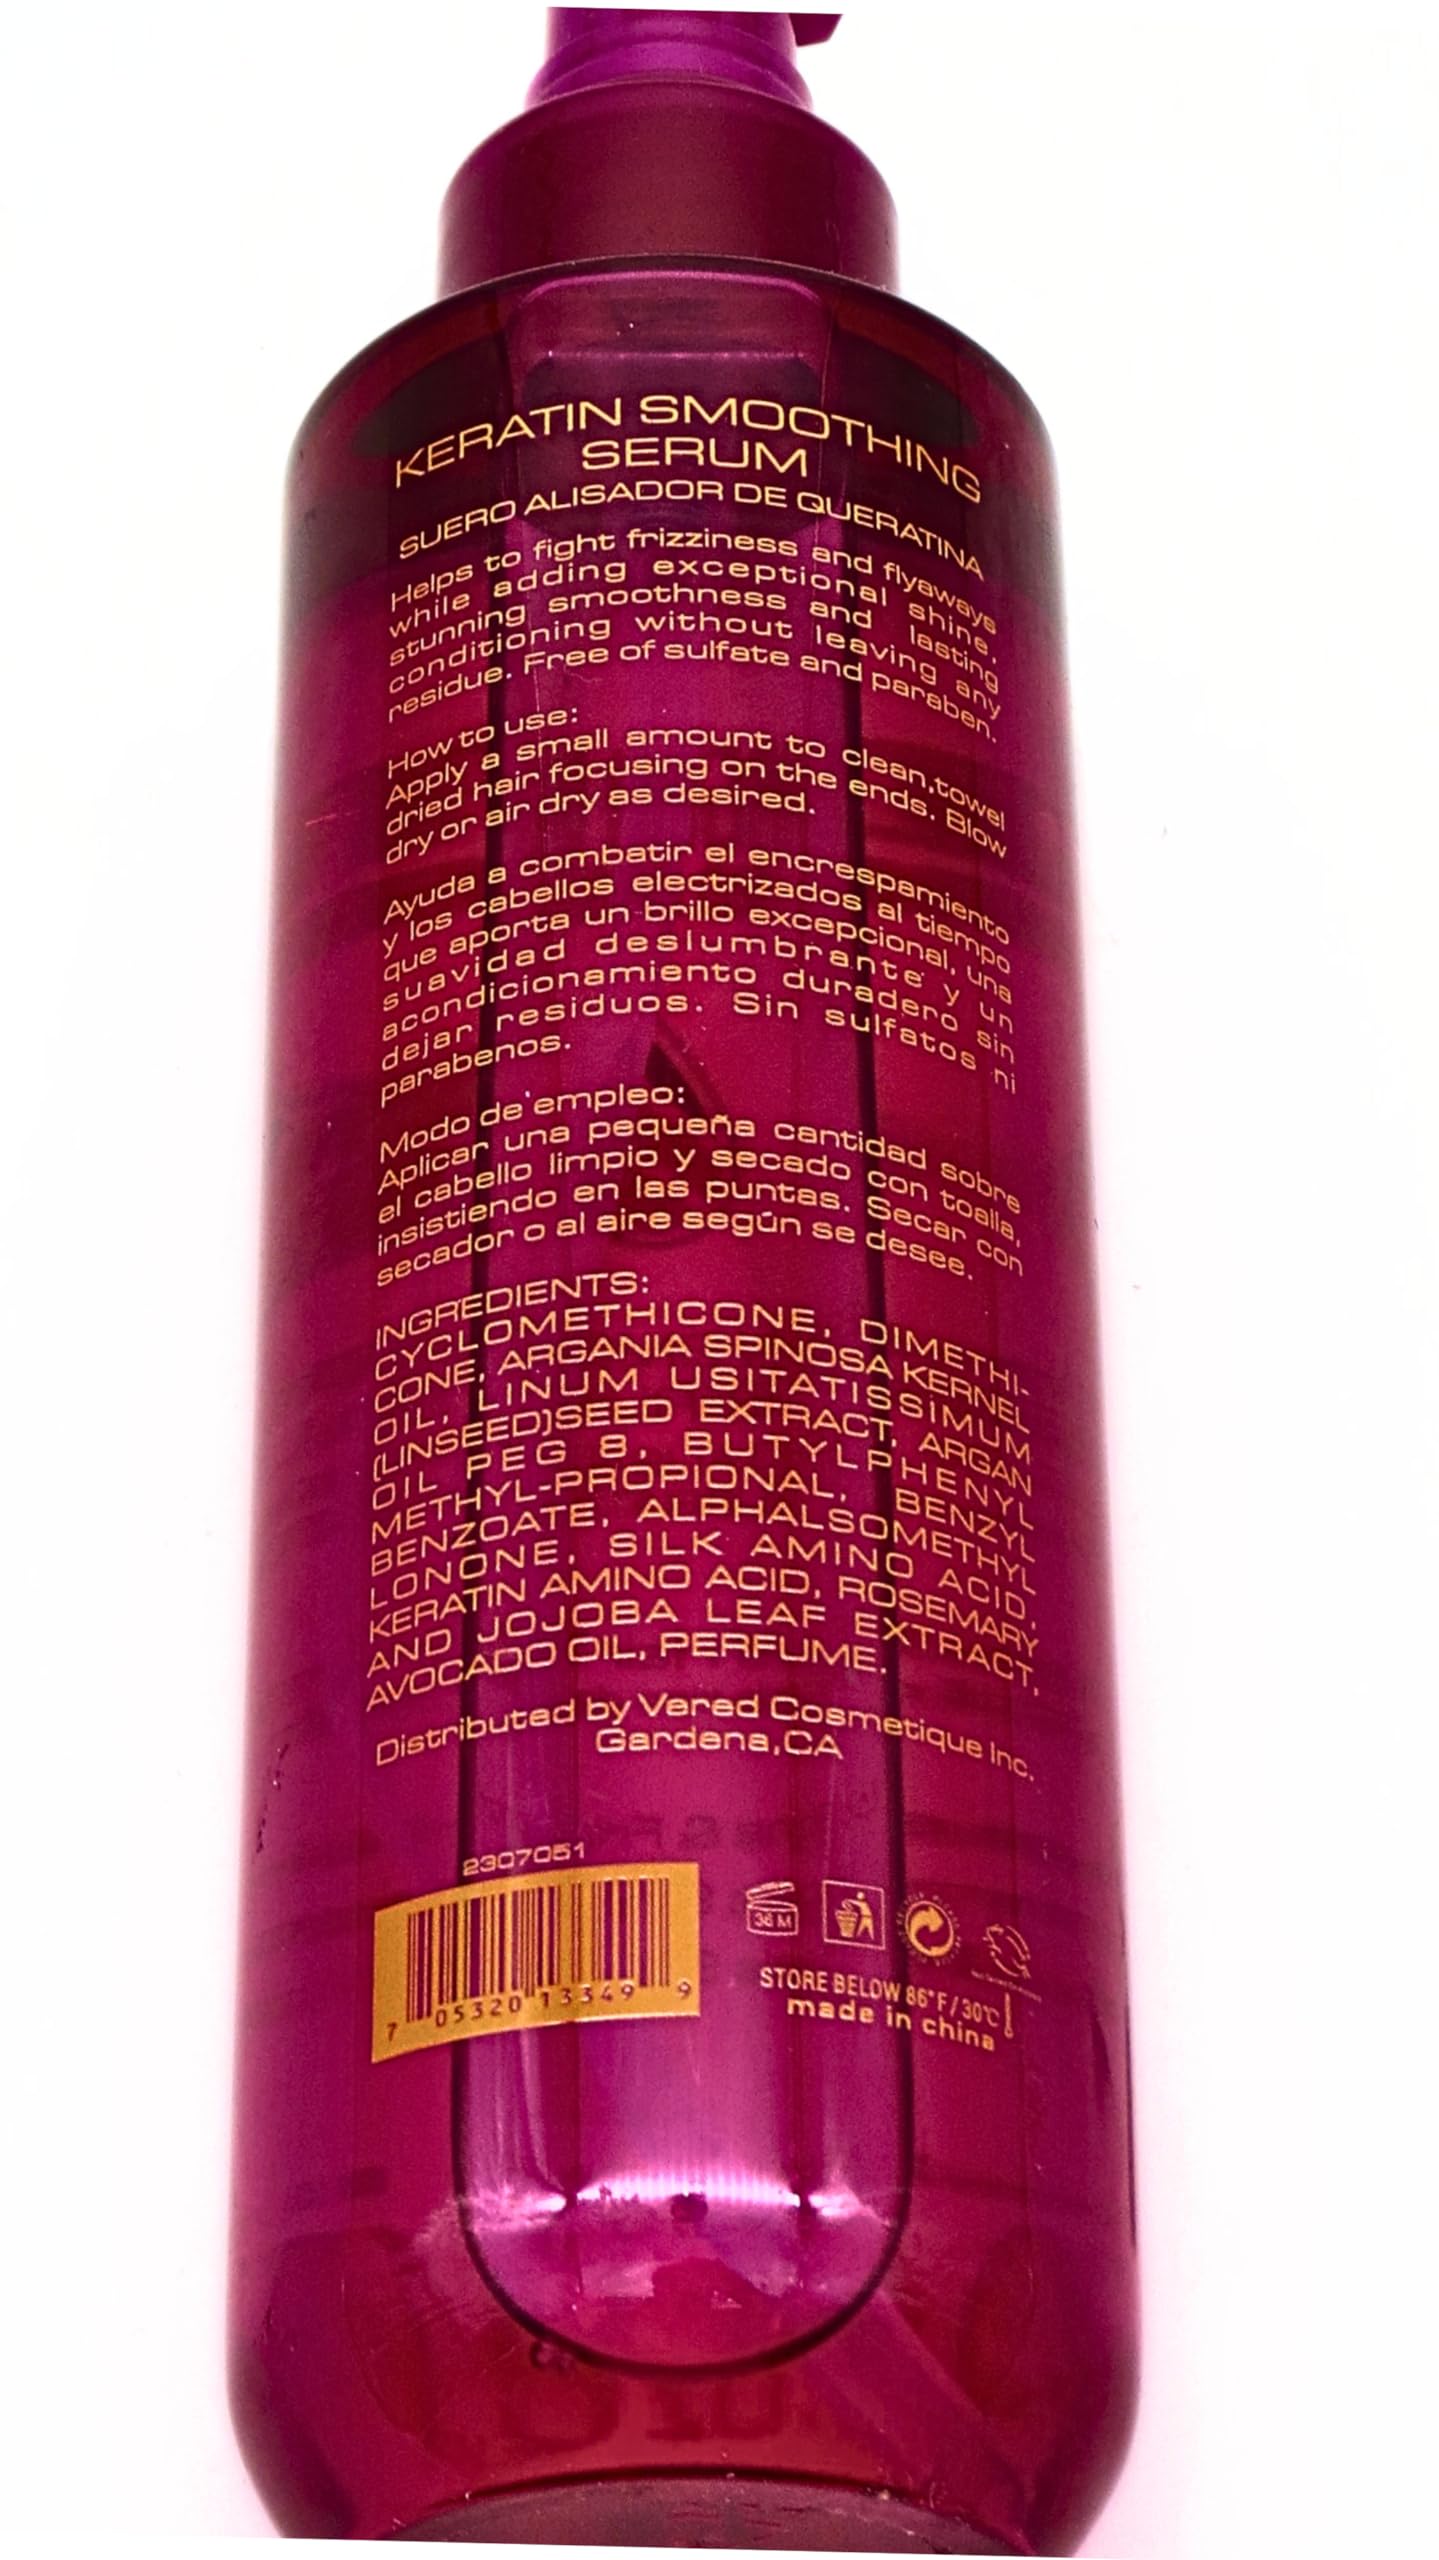 KERATIN SMOOTHING
SERUM
SUERO ALISADOR DE QUERATINA
Helps to fight frizziness and flyaways
while adding exceptional shine,
stunning smoothness and lasting
conditioning without leaving any
residue. Free of sulfate and paraben.
How to use:
Apply a small amount to clean,towel
dried hair focusing on the ends. Blow
dry or air dry as desired.
Ayuda a combatir el encrespamiento
y los cabellos electrizados al tiempo
que aporta un brillo excepcional, una
suavidad deslumbrante y un
acondicionamiento duradero sin
dejar residuos. Sin sulfatos ni
parabenos.
Modo de empleo:
Aplicar una pequeña cantidad sobre
el cabello limpio y secado con toalla,
insistiendo en las puntas. Secar con
secador o al aire según se desee.
INGREDIENTS:
CYCLOMETHICONE, DIMETHI-
CONE, ARGANIA SPINOSA KERNEL
OIL, LINUM USITATISSIMUM
(LINSEED)SEED EXTRACT, ARGAN
OIL PEG 8, BUTYLPHENYL
METHYL-PROPIONAL, BENZYL
BENZOATE, ALPHALSOMETHYL
LONONE, SILK AMINO ACID,
KERATIN AMINO ACID, ROSEMARY
AND JOJOBA LEAF EXTRACT,
AVOCADO OIL, PERFUME.
Distributed by Vered Cosmetique Inc.
Gardena,CA
2307051
7 05320 13349 9
36 M
STORE BELOW 86°F/30℃
made in china